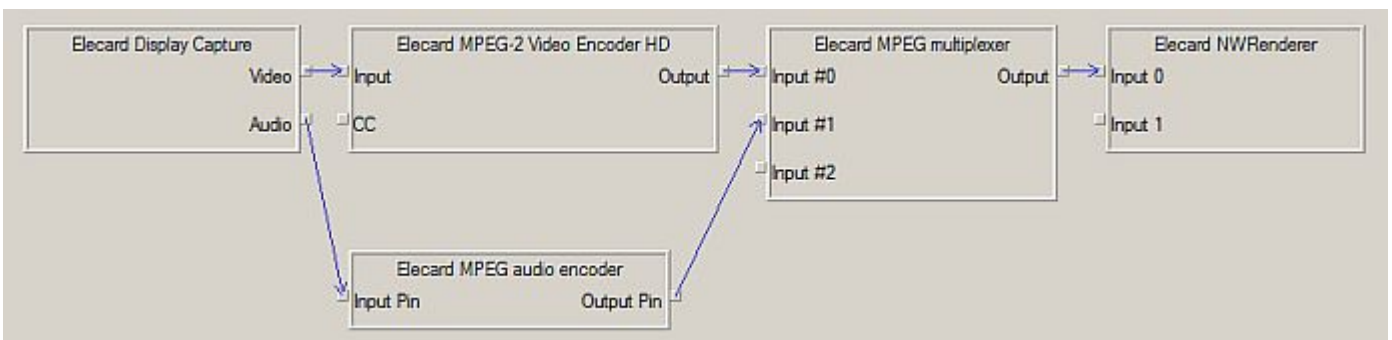 Elecard Display Capture
Video
Audio
Elecard MPEG-2 Video Encoder HD
Input
Output
CC
Elecard MPEG multiplexer
Input #0
Output
Input #1
Input #2
Elecard NWRenderer
Input 0
Input 1
Elecard MPEG audio encoder
Input Pin
Output Pin